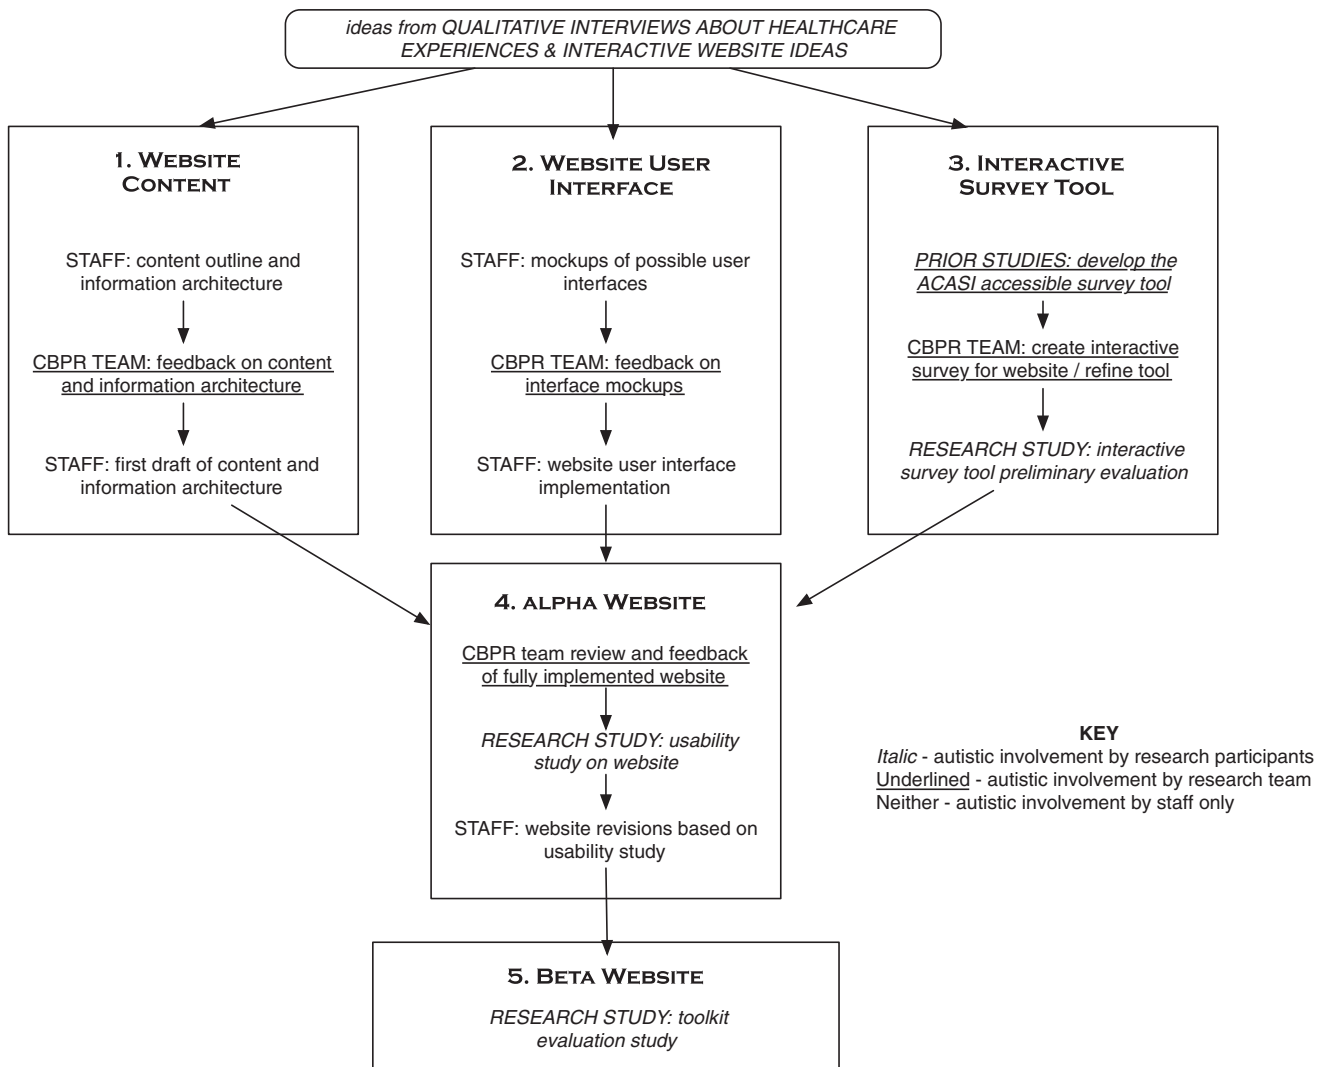 ideas from QUALITATIVE INTERVIEWS ABOUT HEALTHCARE
EXPERIENCES & INTERACTIVE WEBSITE IDEAS
1. WEBSITE
CONTENT
STAFF: content outline and
information architecture
CBPR TEAM: feedback on content
and information architecture
STAFF: first draft of content and
information architecture
2. WEBSITE USER
INTERFACE
STAFF: mockups of possible user
interfaces
CBPR TEAM: feedback on
interface mockups
STAFF: website user interface
implementation
3. INTERACTIVE
SURVEY TOOL
PRIOR STUDIES: develop the
ACASI accessible survey tool
CBPR TEAM: create interactive
survey for website / refine tool
RESEARCH STUDY: interactive
survey tool preliminary evaluation
4. ALPHA WEBSITE
CBPR team review and feedback
of fully implemented website
RESEARCH STUDY: usability
study on website
STAFF: website revisions based on
usability study
KEY
Italic - autistic involvement by research participants
Underlined - autistic involvement by research team
Neither - autistic involvement by staff only
5. BETA WEBSITE
RESEARCH STUDY: toolkit
evaluation study